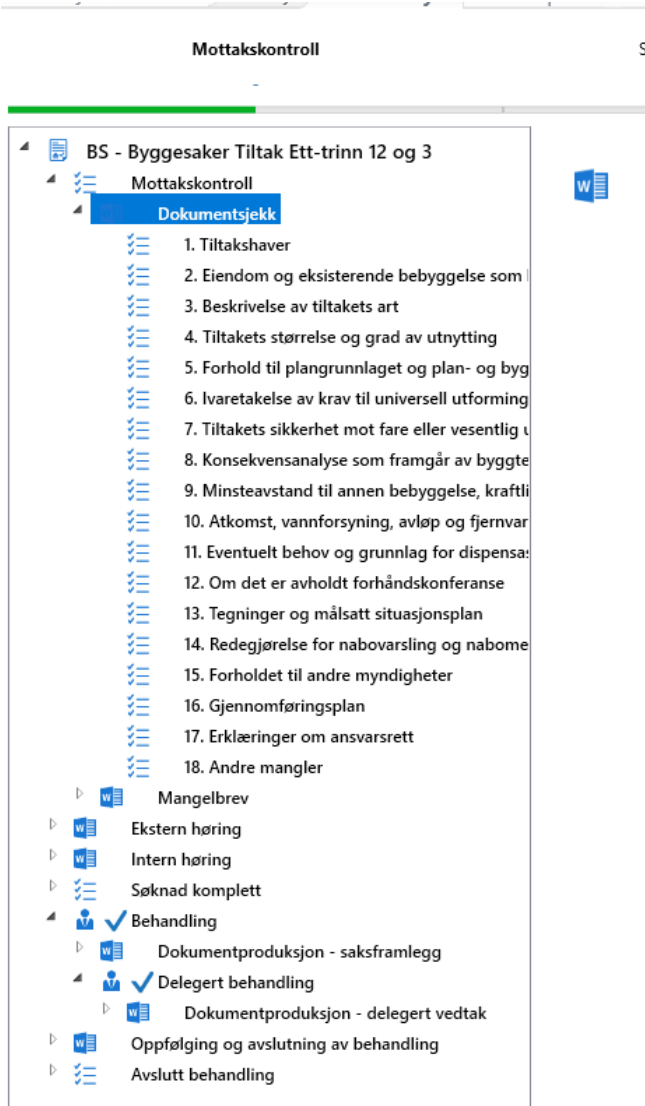 Mottakskontroll
S
-
BS - Byggesaker Tiltak Ett-trinn 12 og 3
Mottakskontroll
Dokumentsjekk
1. Tiltakshaver
2. Eiendom og eksisterende bebyggelse som
3. Beskrivelse av tiltakets art
4. Tiltakets størrelse og grad av utnytting
5. Forhold til plangrunnlaget og plan- og byg
6. Ivaretakelse av krav til universell utforming
7. Tiltakets sikkerhet mot fare eller vesentlig u
8. Konsekvensanalyse som framgår av byggte
9. Minsteavstand til annen bebyggelse, kraftli
10. Atkomst, vannforsyning, avløp og fjernvar
11. Eventuelt behov og grunnlag for dispensas
12. Om det er avholdt forhåndskonferanse
13. Tegninger og målsatt situasjonsplan
14. Redegjørelse for nabovarsling og nabome
15. Forholdet til andre myndigheter
16. Gjennomføringsplan
17. Erklæringer om ansvarsrett
18. Andre mangler
Mangelbrev
Ekstern høring
Intern høring
Søknad komplett
Behandling
Dokumentproduksjon - saksframlegg
Delegert behandling
Dokumentproduksjon - delegert vedtak
Oppfølging og avslutning av behandling
Avslutt behandling